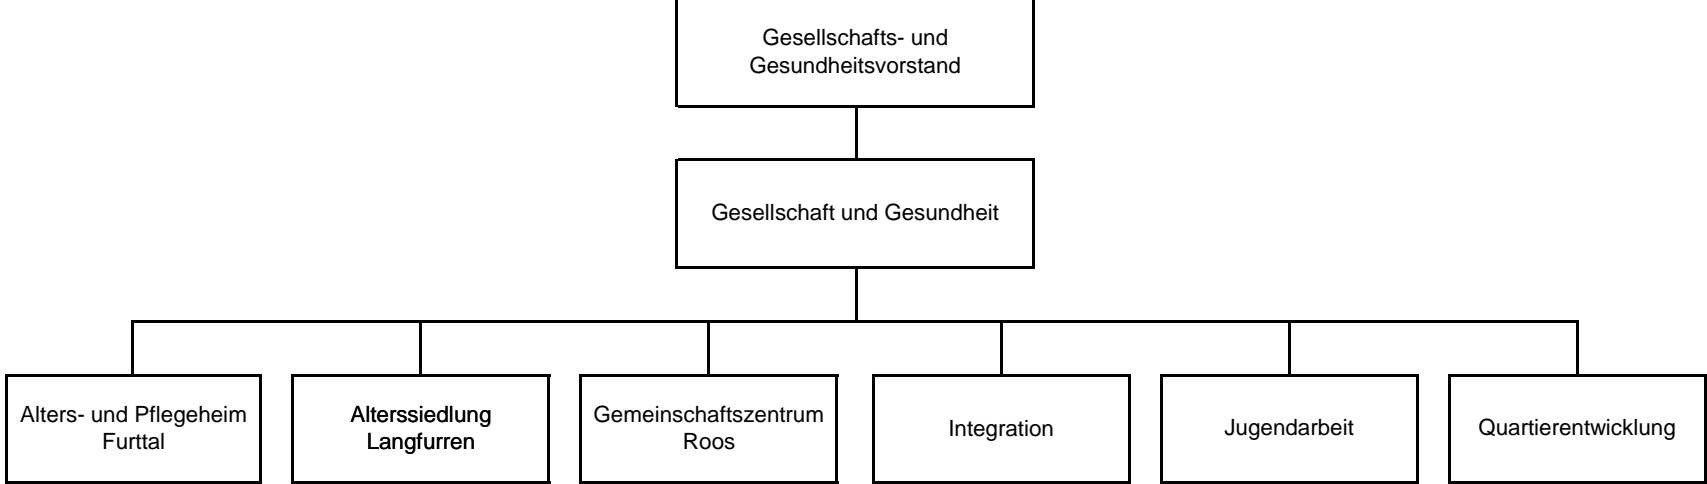 Gesellschafts- und
Gesundheitsvorstand
Gesellschaft und Gesundheit
Alters- und Pflegeheim
Furttal
Alterssiedlung
Langfurren
Gemeinschaftszentrum
Roos
Integration
Jugendarbeit
Quartierentwicklung